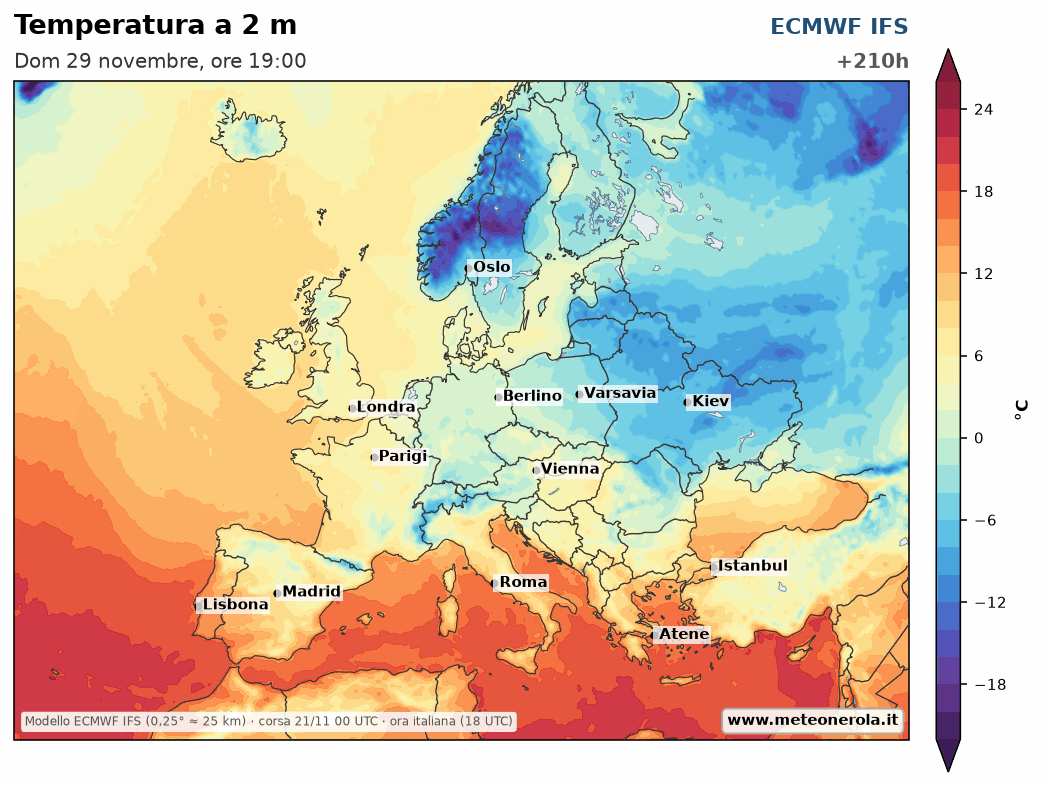 Temperatura a 2 m
ECMWF IFS
Dom 29 novembre, ore 19:00
+210h
24
18
12
6
0
−6
−12
−18
°C
Oslo
Berlino
Varsavia
Kiev
Londra
Parigi
Vienna
Istanbul
Roma
Madrid
Lisbona
Atene
Modello ECMWF IFS (0,25° ≈ 25 km) · corsa 21/11 00 UTC · ora italiana (18 UTC)
www.meteonerola.it